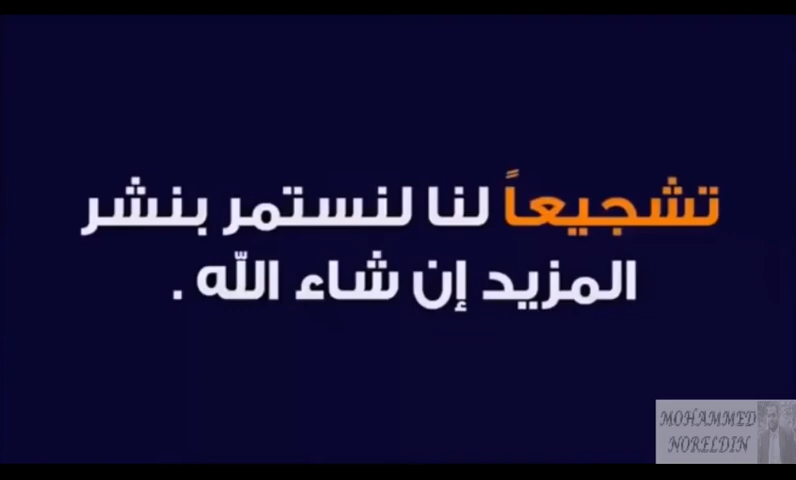 تشجيعاً لنا لنستمر بنشر
المزيد إن شاء الله .
MOHAMMED
NORELDIN